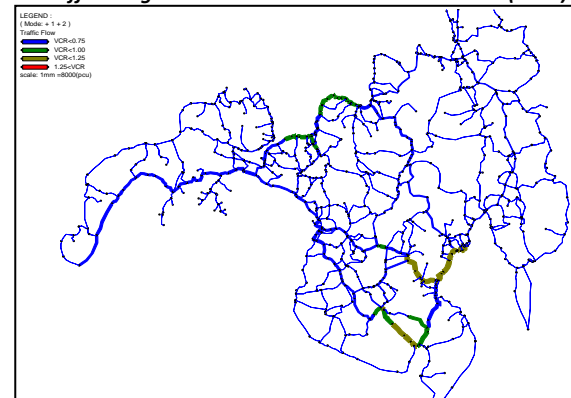 LEGEND :
( Mode: + 1 + 2 )
Traffic Flow
VCR<0.75
VCR<1.00
VCR<1.25
1.25<VCR
scale: 1mm =8000(pcu)